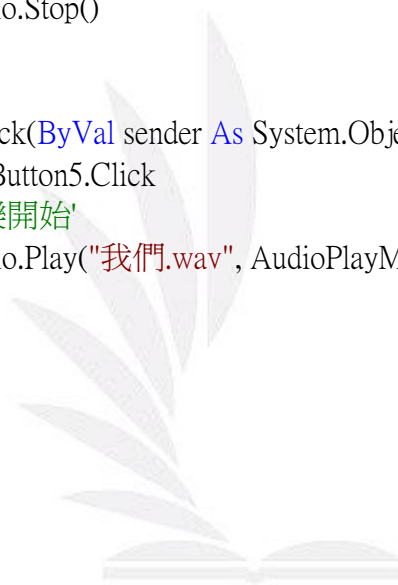 o.Stop()
ck(ByVal sender As System.Obje
Button5.Click
樂開始'
o.Play("我們.wav", AudioPlayM